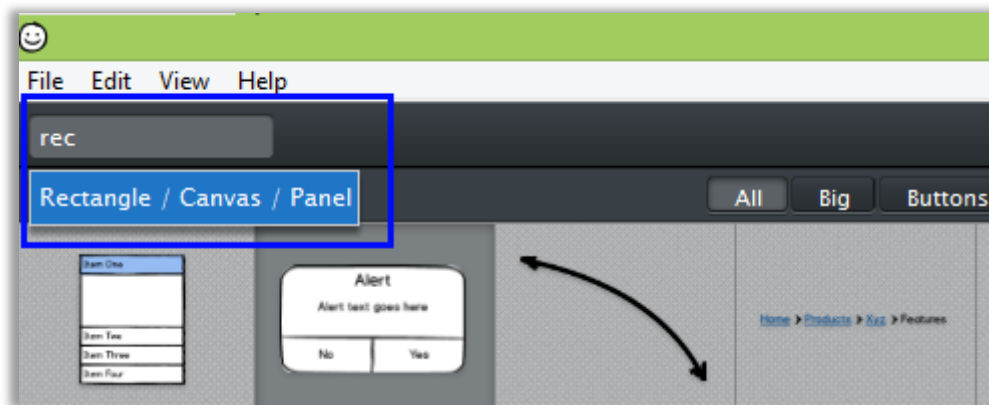 File Edit View Help
rec
Rectangle / Canvas / Panel
All Big Buttons
Item One
Item Two
Item Three
Item Four
Alert
Alert text goes here
No Yes
Home > Products > Xyz > Features